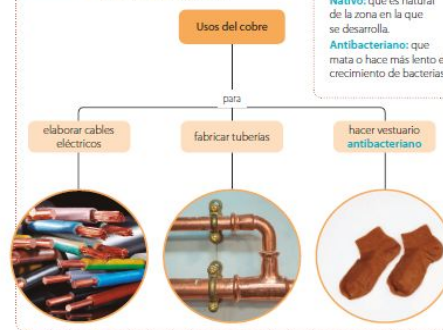 Nativo: que es natural
de la zona en la que
se desarrolla.
Antibacteriano: que
mata o hace más lento e
crecimiento de bacterias
Usos del cobre
para
elaborar cables
eléctricos
fabricar tuberías
hacer vestuario
antibacteriano